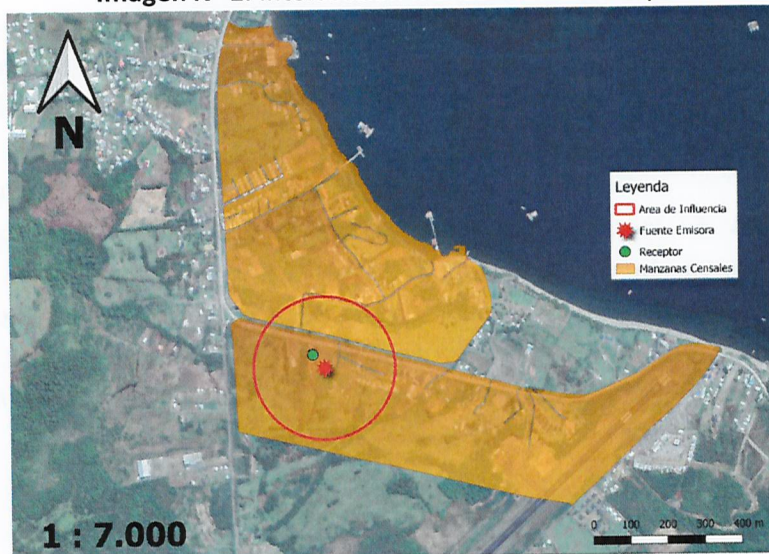 N
Leyenda
Area de Influencia
Fuente Emisora
Receptor
Manzanas Censales
1 : 7.000
0 100 200 300 400 m